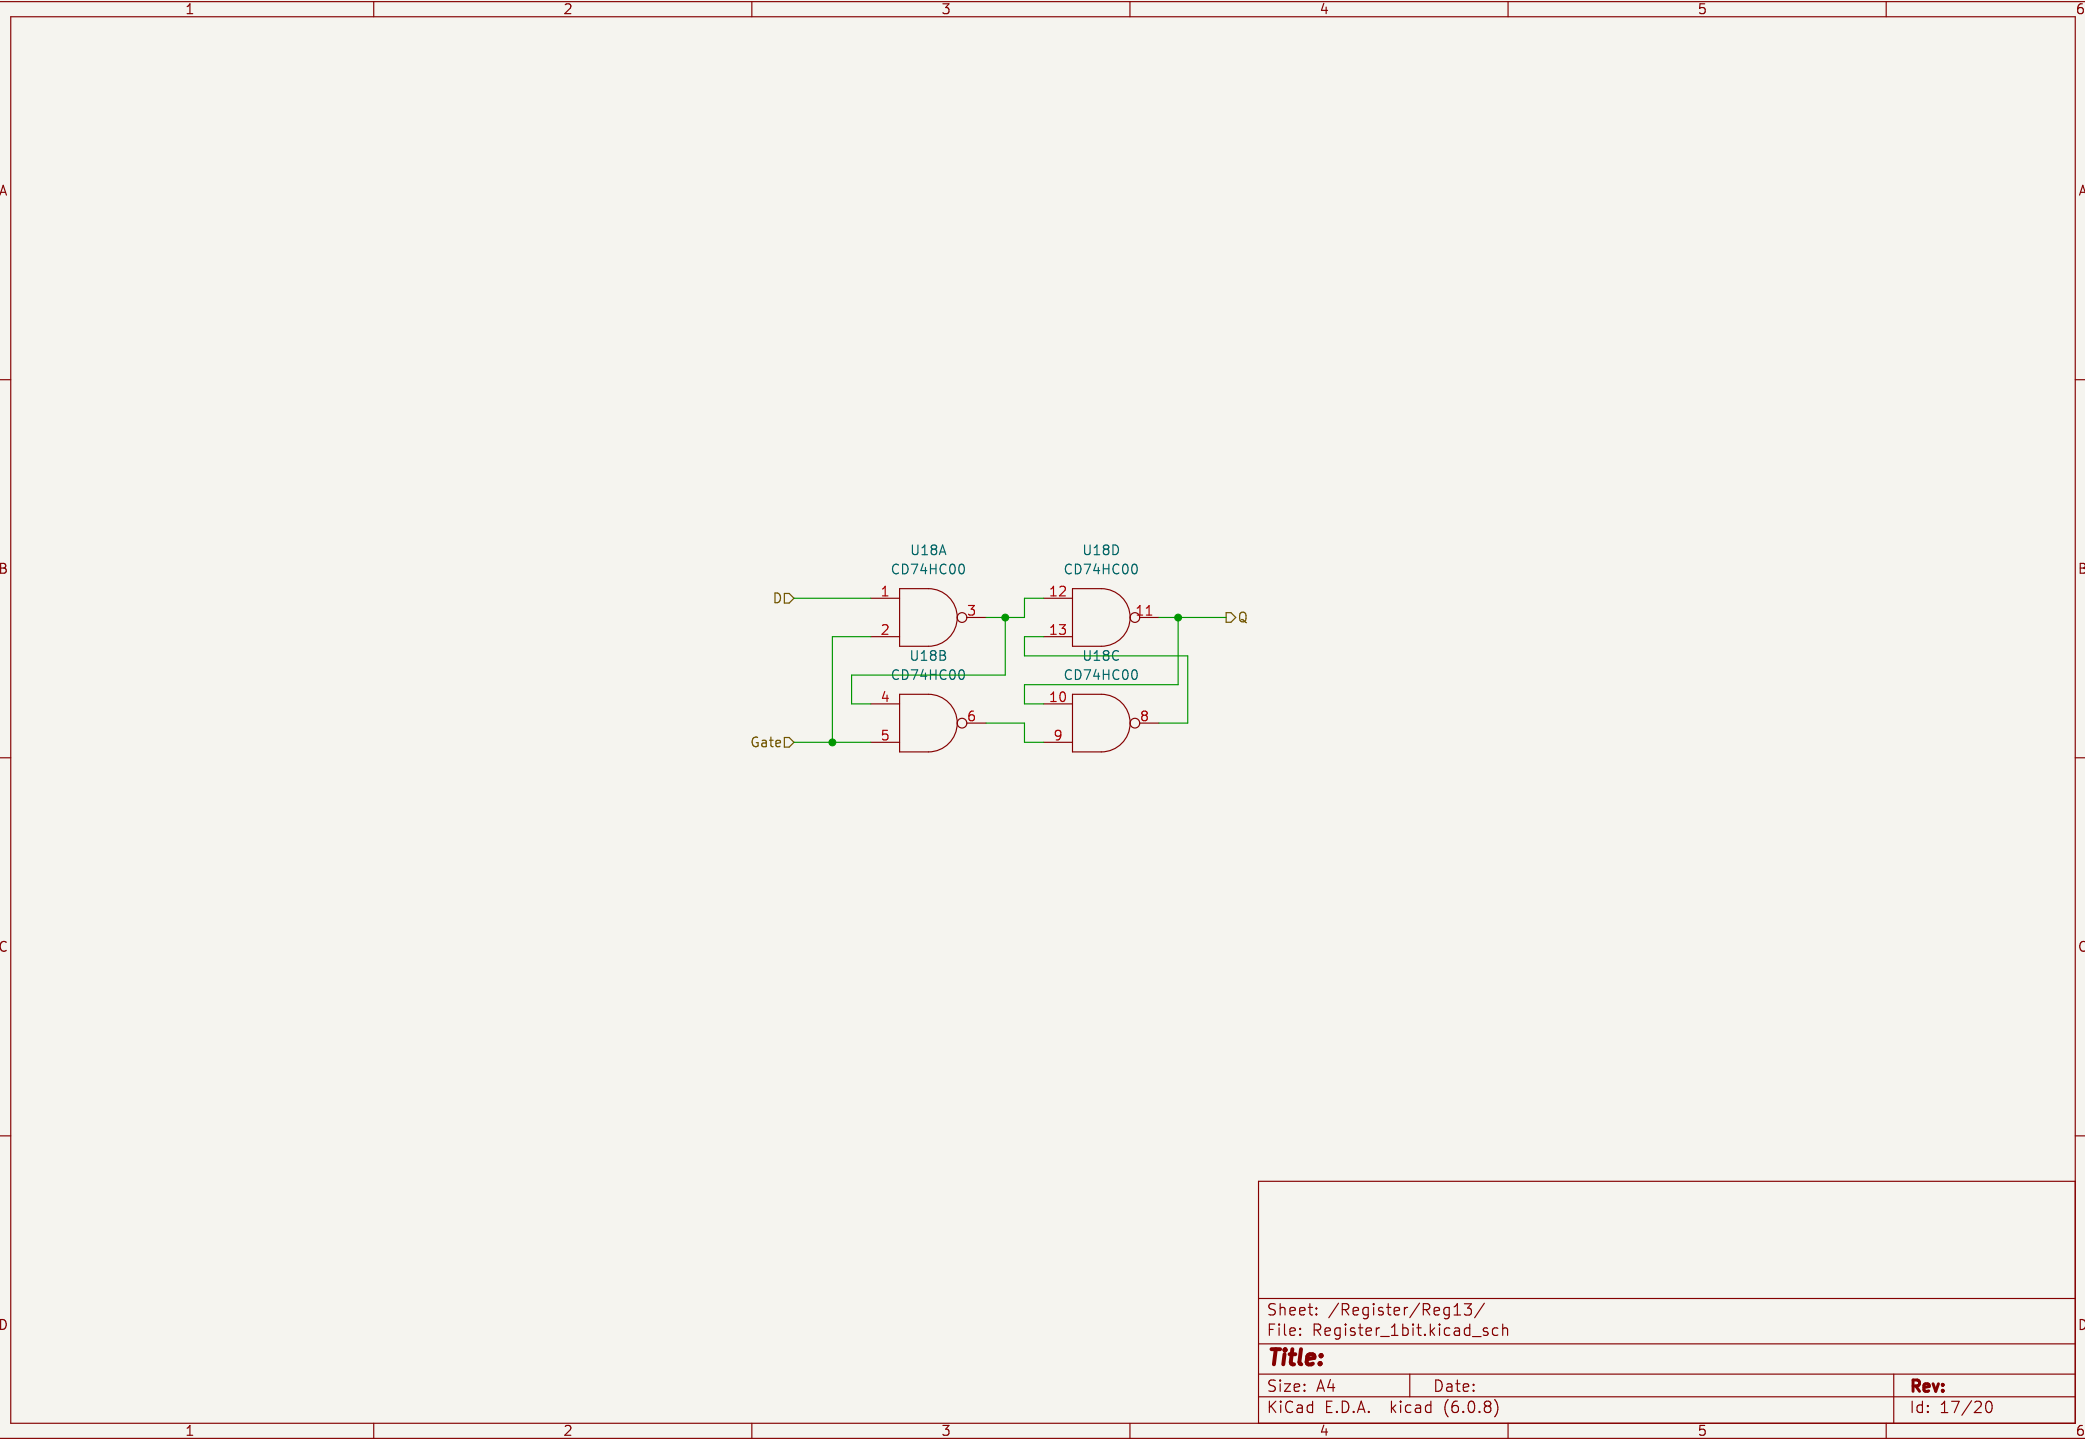 1 2 3 4 5 6
A A
U18A U18D
B CD74HC00 CD74HC00 B
D 1 3 12 11 Q
2 13
U18B U18C
CD74HC00 CD74HC00
4 6 10 8
Gate 5 9
C C
Sheet: /Register/Reg13/
D File: Register_1bit.kicad_sch D
Title:
Size: A4 Date: Rev:
KiCad E.D.A. kicad (6.0.8) Id: 17/20
1 2 3 4 5 6